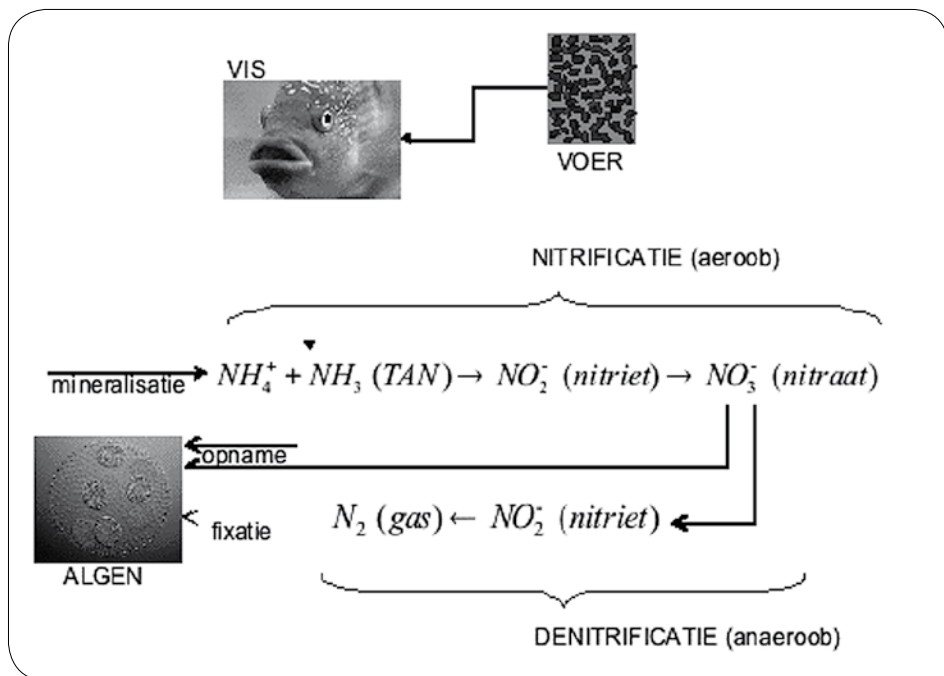 VIS
VOER
NITRIFICATIE (aeroob)
mineralisatie
NH₄⁺ + NH₃ (TAN) → NO₂⁻ (nitriet) → NO₃⁻ (nitraat)
opname
fixatie
N₂ (gas) ← NO₂⁻ (nitriet)
ALGEN
DENITRIFICATIE (anaeroob)